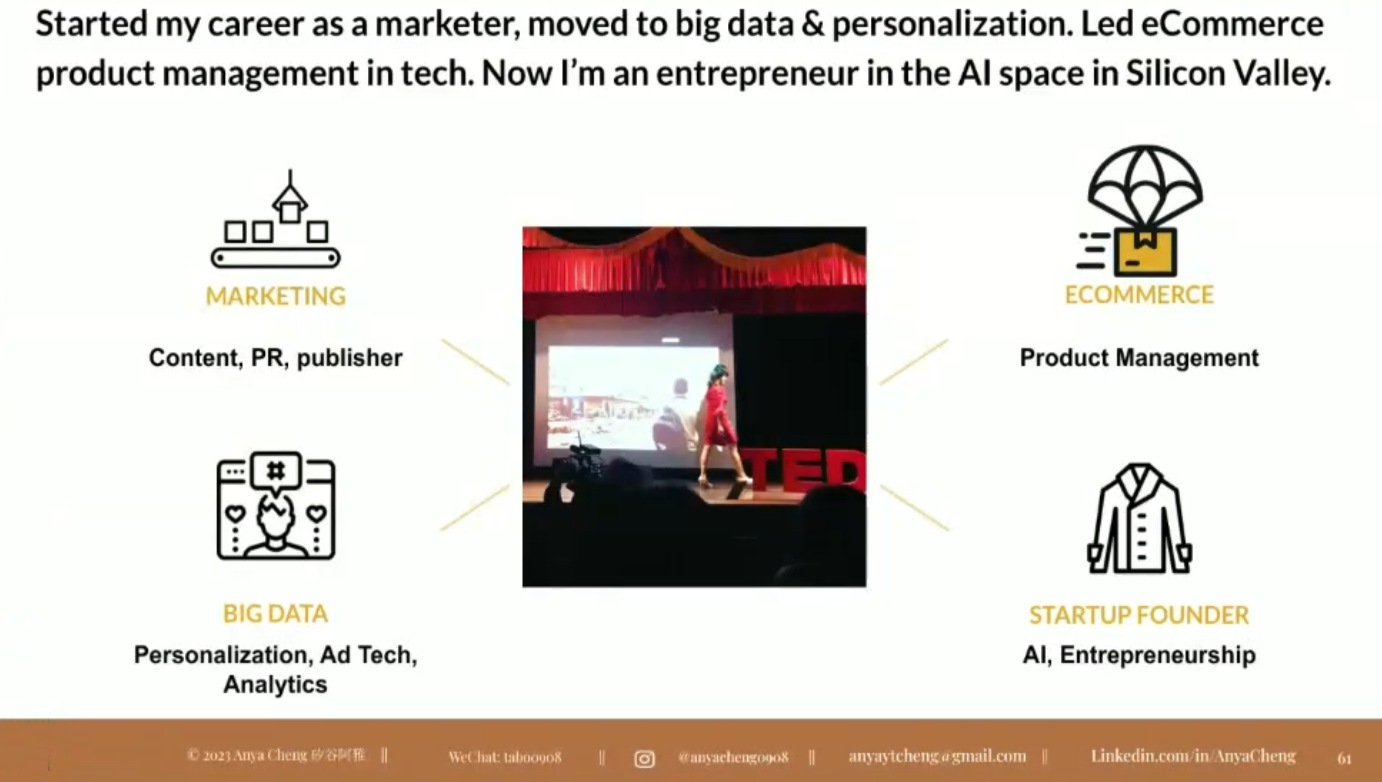 Started my career as a marketer, moved to big data & personalization. Led eCommerce
product management in tech. Now I'm an entrepreneur in the AI space in Silicon Valley.
MARKETING
Content, PR, publisher
ECOMMERCE
Product Management
TED
#
BIG DATA
Personalization, Ad Tech,
Analytics
STARTUP FOUNDER
AI, Entrepreneurship
© 2023 Anya Cheng 矽谷阿雅 || WeChat: tab00908 || @anyacheng0908 || anyaytcheng@gmail.com || Linkedin.com/in/AnyaCheng 61